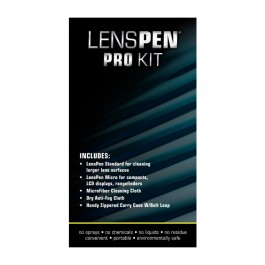 LENSPEN®
PRO KIT
INCLUDES:
• LensPen Standard for cleaning
larger lens surfaces
• LensPen Micro for compacts,
LCD displays, rangefinders
• MicroFiber Cleaning Cloth
• Dry Anti-Fog Cloth
• Handy Zippered Carry Case W/Belt Loop
no sprays • no chemicals • no liquids • no residue
convenient • portable • environmentally safe